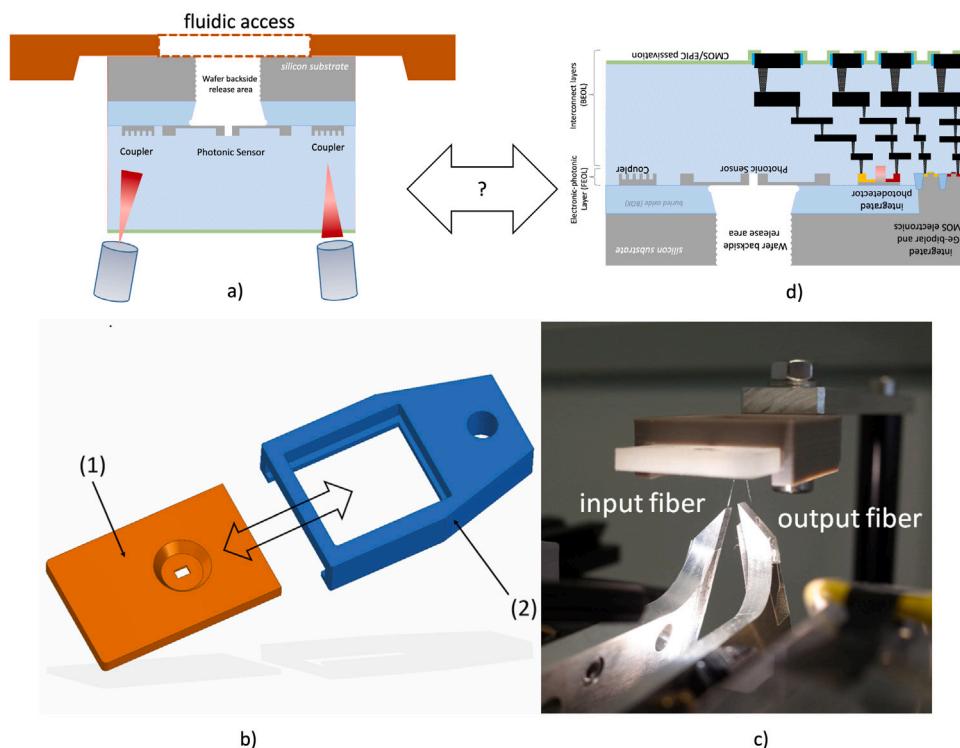 fluidic access
silicon substrate
Wafer backside
release area
Coupler
Photonic Sensor
Coupler
a)
?
CMOS/EPIC passivation
Interconnect layers
(BEOL)
Electronic-photonic
Layer (FEOL)
Coupler
Photonic Sensor
buried oxide (BOX)
silicon substrate
Wafer backside
release area
integrated
photodetector
integrated
Ge-bipolar and
MOS electronics
d)
(1)
(2)
b)
input fiber
output fiber
c)